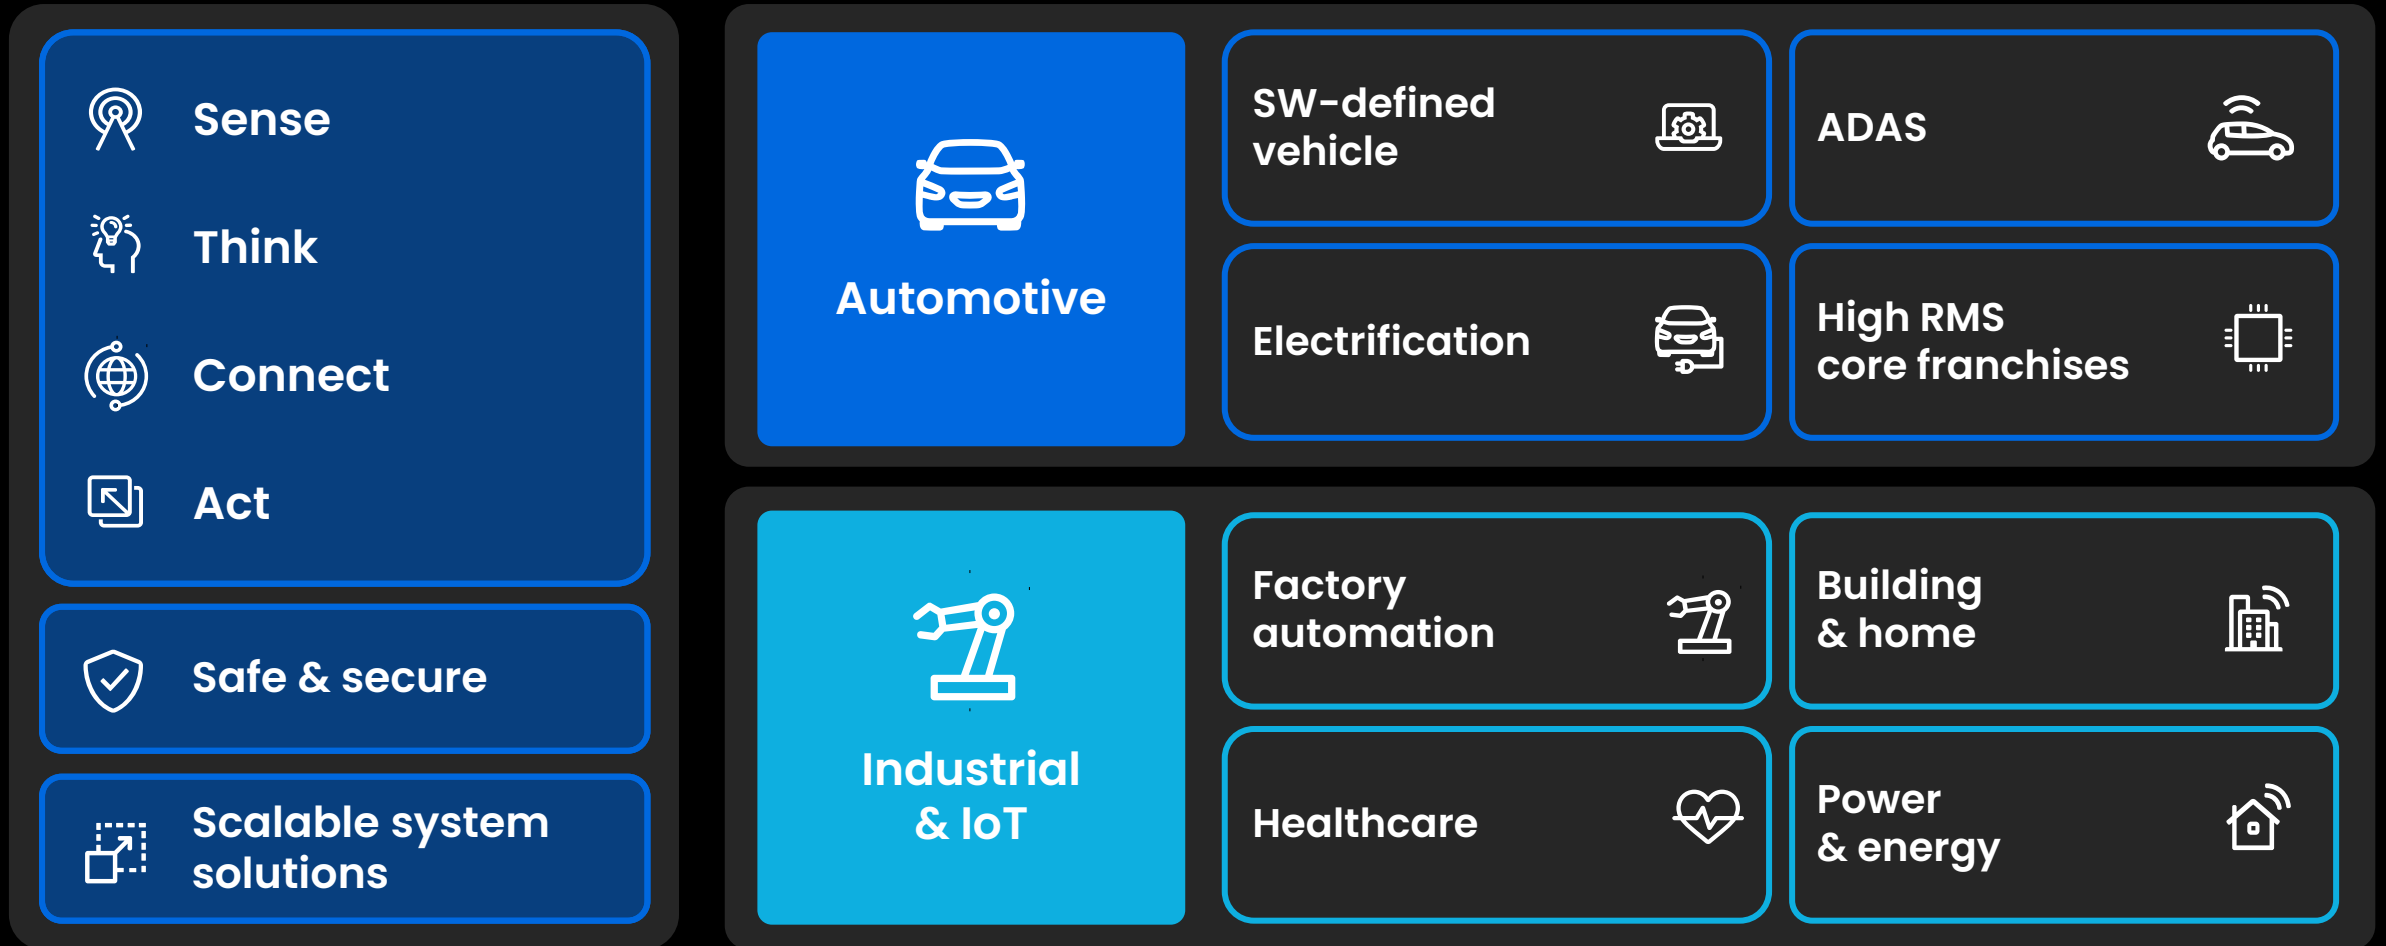 Sense
Think
Connect
Act
Safe & secure
Scalable system
solutions
Automotive
SW-defined
vehicle
ADAS
Electrification
High RMS
core franchises
Industrial
& IoT
Factory
automation
Building
& home
Healthcare
Power
& energy